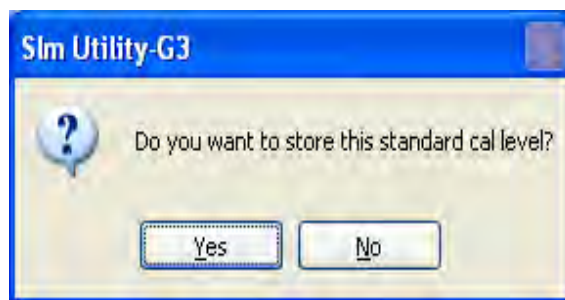 Slm Utility-G3
Do you want to store this standard cal level?
Yes
No